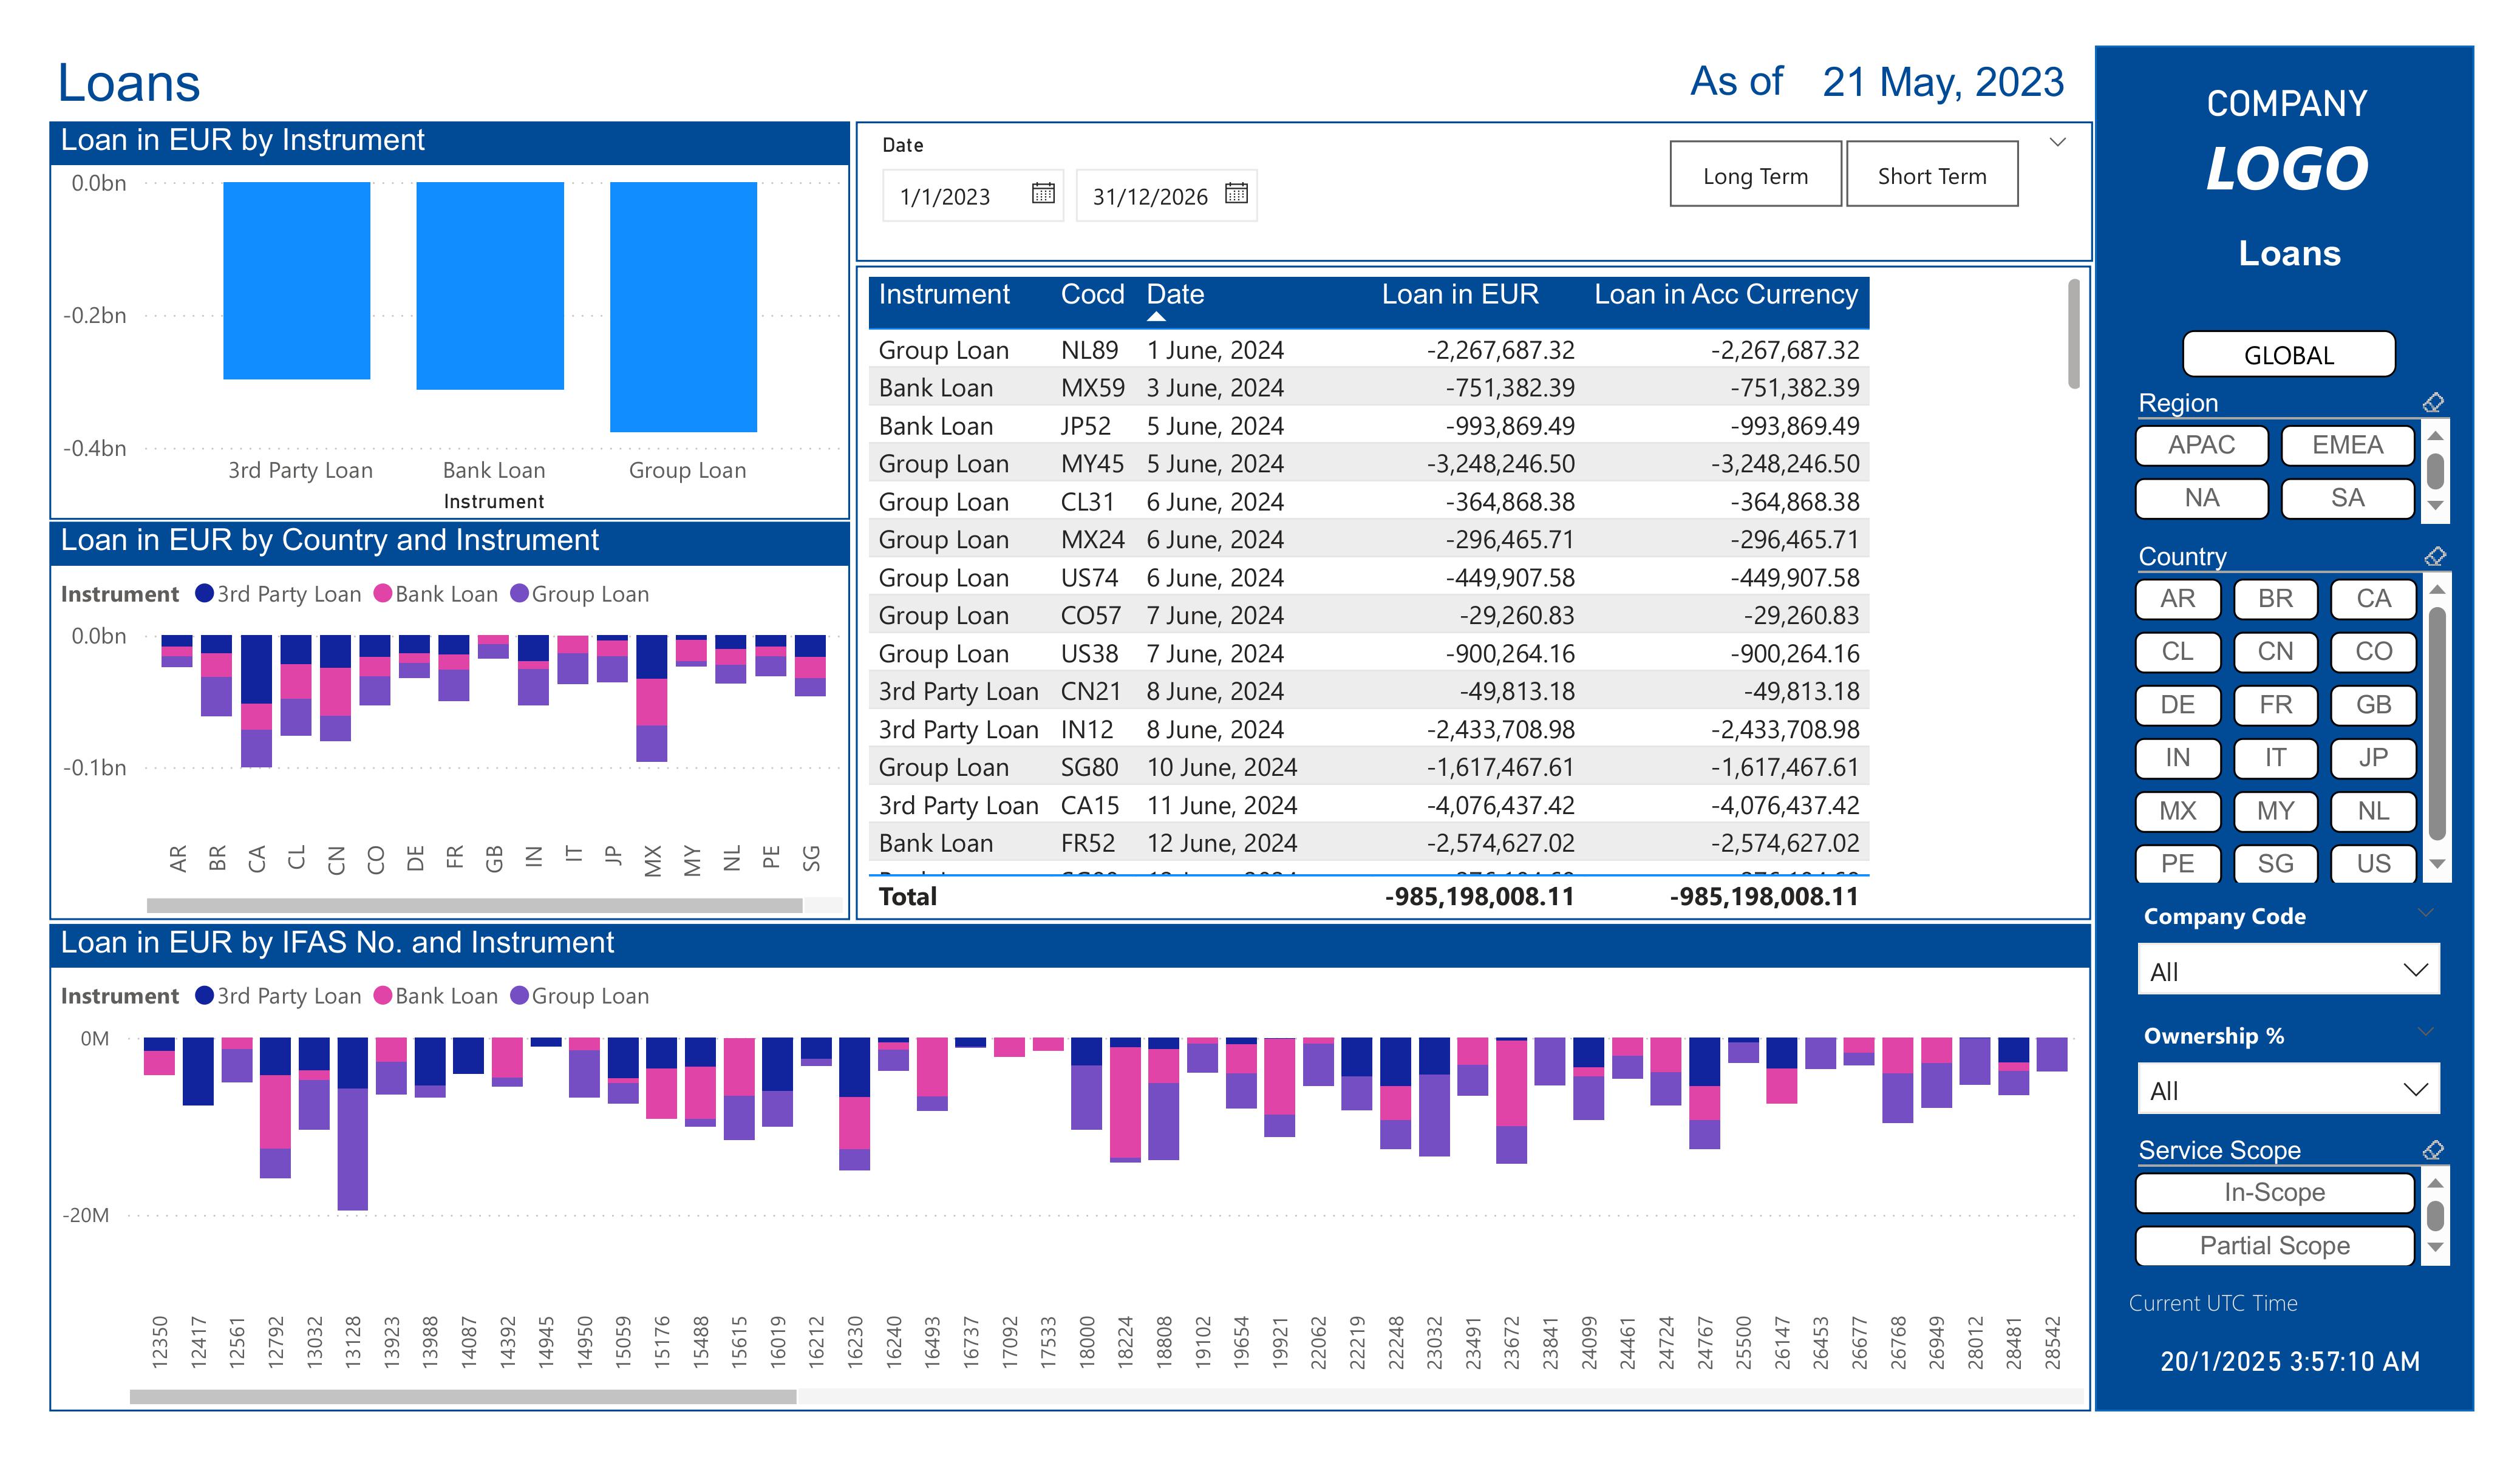 Loans
As of 21 May, 2023
Loan in EUR by Instrument
0.0bn
-0.2bn
-0.4bn
3rd Party Loan Bank Loan Group Loan
Instrument
Loan in EUR by Country and Instrument
Instrument 3rd Party Loan Bank Loan Group Loan
0.0bn
-0.1bn
AR BR CA CL CN CO DE FR GB IN IT JP MX MY NL PE SG
Date
1/1/2023 31/12/2026
Long Term Short Term
Instrument Cocd Date Loan in EUR Loan in Acc Currency
Group Loan NL89 1 June, 2024 -2,267,687.32 -2,267,687.32
Bank Loan MX59 3 June, 2024 -751,382.39 -751,382.39
Bank Loan JP52 5 June, 2024 -993,869.49 -993,869.49
Group Loan MY45 5 June, 2024 -3,248,246.50 -3,248,246.50
Group Loan CL31 6 June, 2024 -364,868.38 -364,868.38
Group Loan MX24 6 June, 2024 -296,465.71 -296,465.71
Group Loan US74 6 June, 2024 -449,907.58 -449,907.58
Group Loan CO57 7 June, 2024 -29,260.83 -29,260.83
Group Loan US38 7 June, 2024 -900,264.16 -900,264.16
3rd Party Loan CN21 8 June, 2024 -49,813.18 -49,813.18
3rd Party Loan IN12 8 June, 2024 -2,433,708.98 -2,433,708.98
Group Loan SG80 10 June, 2024 -1,617,467.61 -1,617,467.61
3rd Party Loan CA15 11 June, 2024 -4,076,437.42 -4,076,437.42
Bank Loan FR52 12 June, 2024 -2,574,627.02 -2,574,627.02
Total -985,198,008.11 -985,198,008.11
Loan in EUR by IFAS No. and Instrument
Instrument 3rd Party Loan Bank Loan Group Loan
0M
-20M
12350 12417 12561 12792 13032 13128 13923 13988 14087 14392 14945 14950 15059 15176 15488 15615 16019 16212 16230 16240 16493 16737 17092 17533 18000 18224 18808 19102 19654 19921 22062 22219 22248 23032 23491 23672 23841 24099 24461 24724 24767 25500 26147 26453 26677 26768 26949 28012 28481 28542
COMPANY
LOGO
Loans
GLOBAL
Region
APAC EMEA
NA SA
Country
AR BR CA
CL CN CO
DE FR GB
IN IT JP
MX MY NL
PE SG US
Company Code
All
Ownership %
All
Service Scope
In-Scope
Partial Scope
Current UTC Time
20/1/2025 3:57:10 AM